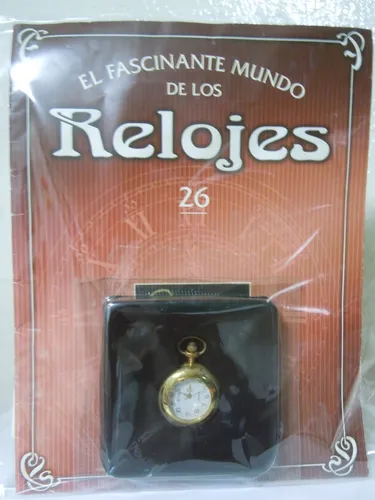 EL FASCINANTE MUNDO
DE LOS
Relojes
26